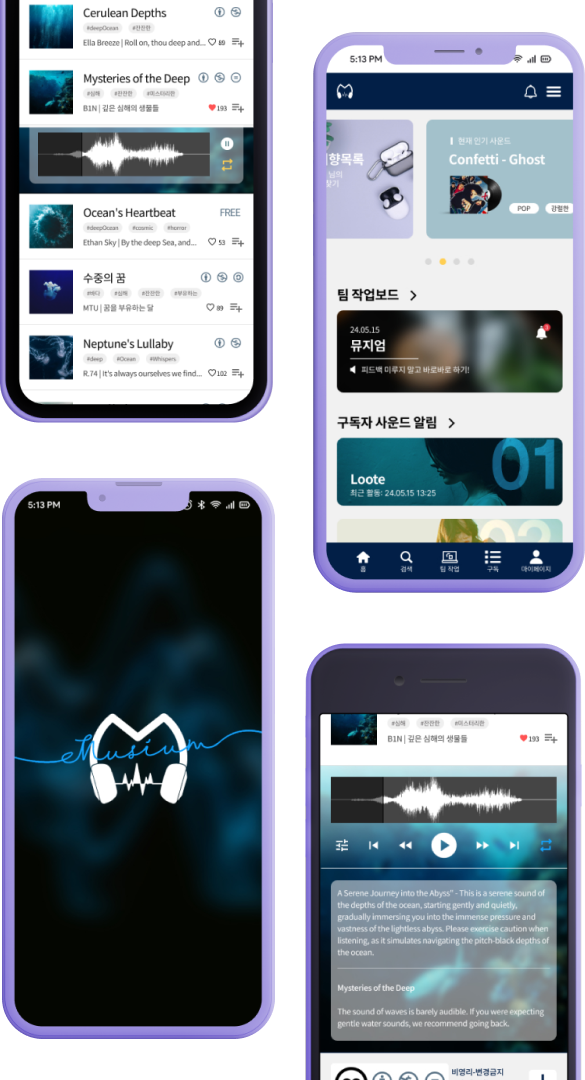 Cerulean Depths
#deepOcean #잔잔한
Ella Breeze | Roll on, thou deep and... 89
Mysteries of the Deep
#심해 #잔잔한 #미스터리한
B1N | 깊은 심해의 생물들 193
Ocean's Heartbeat FREE
#deepOcean #cosmic #horror
Ethan Sky | By the deep Sea, and... 53
수중의 꿈
#바다 #심해 #잔잔한 #부유하는
MTU | 꿈을 부유하는 달 89
Neptune's Lullaby
#deep #Ocean #Whispers
R.74 | It's always ourselves we find... 102
5:13 PM
향목록
님의
찾기
현재 인기 사운드
Confetti - Ghost
POP 강렬한
팀 작업보드 >
24.05.15
뮤지엄
피드백 미루지 말고 바로바로 하기!
구독자 사운드 알림 >
01
Loote
최근 활동: 24.05.15 13:25
02
홈 검색 팀 작업 구독 마이페이지
5:13 PM
Musium
#심해 #잔잔한 #미스터리한
B1N | 깊은 심해의 생물들 193
A Serene Journey into the Abyss" - This is a serene sound of
the depths of the ocean, starting gently and quietly,
gradually immersing you into the immense pressure and
vastness of the lightless abyss. Please exercise caution when
listening, as it simulates navigating the pitch-black depths of
the ocean.
Mysteries of the Deep
The sound of waves is barely audible. If you were expecting
gentle water sounds, we recommend going back.
비영리-변경금지